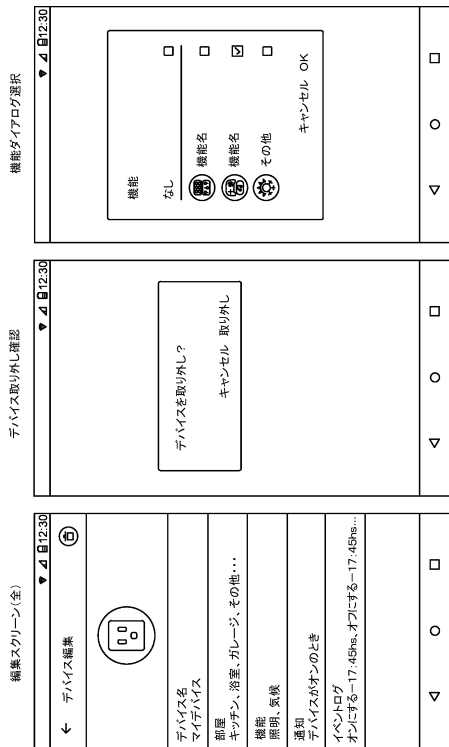 編集スクリーン(全)
12:30
デバイス編集
デバイス名
マイデバイス
部屋
キッチン、浴室、ガレージ、その他・・・
機能
照明、気候
通知
デバイスがオンのとき
イベントログ
オンにする−17:45hs、オフにする−17:45hs...
デバイス取り外し確認
12:30
デバイスを取り外し?
キャンセル 取り外し
機能ダイアログ選択
12:30
機能
なし
機能名
機能名
その他
キャンセル OK